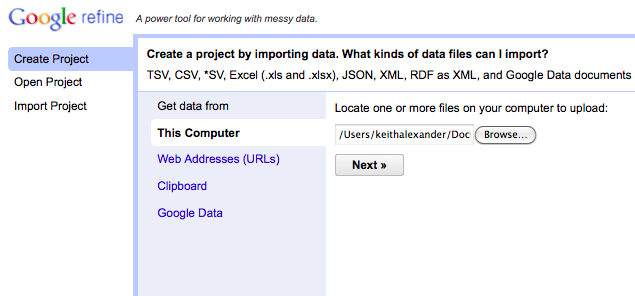 Google refine A power tool for working with messy data.
Create Project
Open Project
Import Project
Create a project by importing data. What kinds of data files can I import?
TSV, CSV, *SV, Excel (.xls and .xlsx), JSON, XML, RDF as XML, and Google Data documents
Get data from
This Computer
Web Addresses (URLs)
Clipboard
Google Data
Locate one or more files on your computer to upload:
/Users/keithalexander/Doc Browse...
Next »